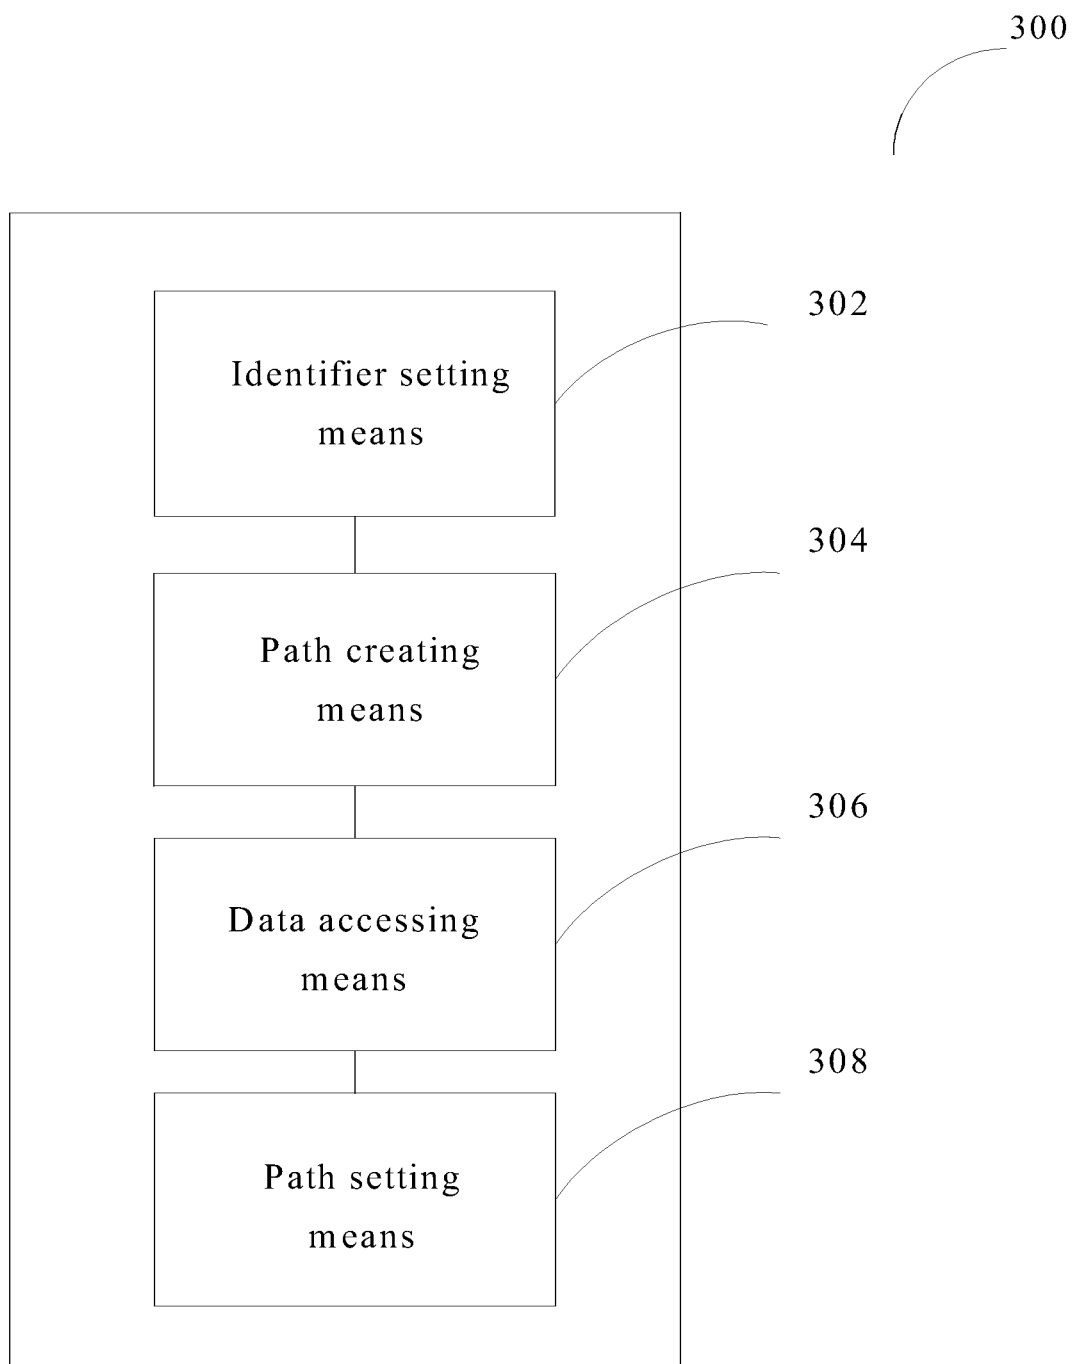 300
302
Identifier setting
means
304
Path creating
means
306
Data accessing
means
308
Path setting
means